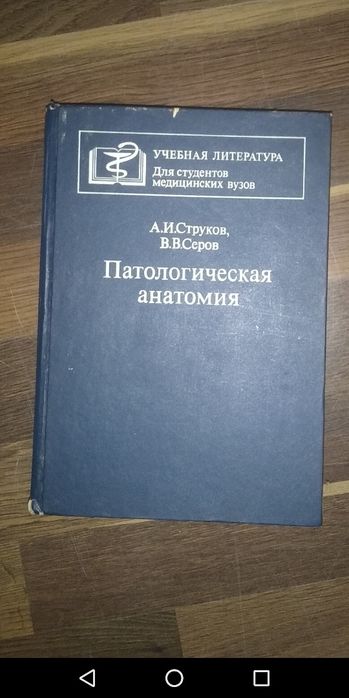 УЧЕБНАЯ ЛИТЕРАТУРА
Для студентов
медицинских вузов
А.И.Струков,
В.В.Серов
Патологическая
анатомия